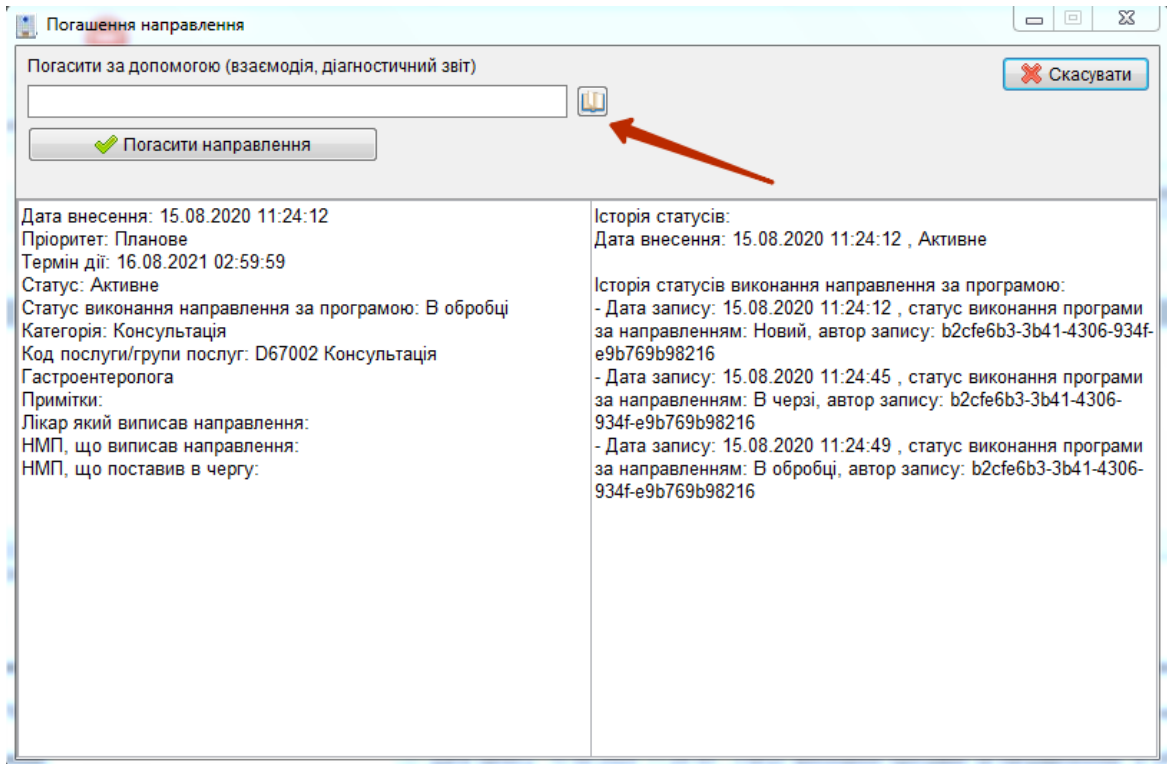 Погашення направлення
Погасити за допомогою (взаємодія, діагностичний звіт)
Скасувати
Погасити направлення
Дата внесення: 15.08.2020 11:24:12
Пріоритет: Планове
Термін дії: 16.08.2021 02:59:59
Статус: Активне
Статус виконання направлення за програмою: В обробці
Категорія: Консультація
Код послуги/групи послуг: D67002 Консультація
Гастроентеролога
Примітки:
Лікар який виписав направлення:
НМП, що виписав направлення:
НМП, що поставив в чергу:
Історія статусів:
Дата внесення: 15.08.2020 11:24:12 , Активне
Історія статусів виконання направлення за програмою:
- Дата запису: 15.08.2020 11:24:12 , статус виконання програми
за направленням: Новий, автор запису: b2cfe6b3-3b41-4306-934f-
e9b769b98216
- Дата запису: 15.08.2020 11:24:45 , статус виконання програми
за направленням: В черзі, автор запису: b2cfe6b3-3b41-4306-
934f-e9b769b98216
- Дата запису: 15.08.2020 11:24:49 , статус виконання програми
за направленням: В обробці, автор запису: b2cfe6b3-3b41-4306-
934f-e9b769b98216